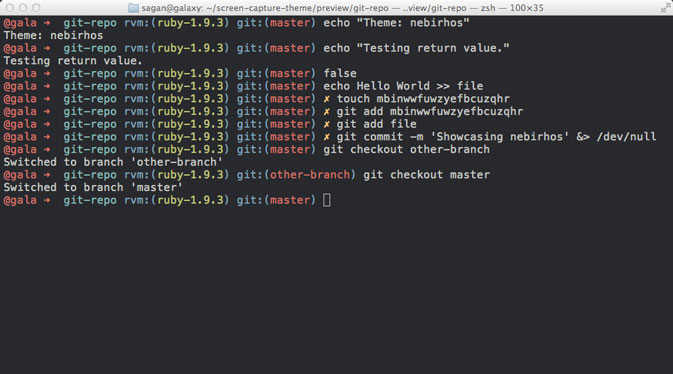 sagan@galaxy: ~/screen-capture-theme/preview/git-repo — ..view/git-repo — zsh — 100×35
@gala ➜ git-repo rvm:(ruby-1.9.3) git:(master) echo "Theme: nebirhos"
Theme: nebirhos
@gala ➜ git-repo rvm:(ruby-1.9.3) git:(master) echo "Testing return value."
Testing return value.
@gala ➜ git-repo rvm:(ruby-1.9.3) git:(master) false
@gala ➜ git-repo rvm:(ruby-1.9.3) git:(master) echo Hello World >> file
@gala ➜ git-repo rvm:(ruby-1.9.3) git:(master) ✗ touch mbinwwfuwzyefbcuzqhr
@gala ➜ git-repo rvm:(ruby-1.9.3) git:(master) ✗ git add mbinwwfuwzyefbcuzqhr
@gala ➜ git-repo rvm:(ruby-1.9.3) git:(master) ✗ git add file
@gala ➜ git-repo rvm:(ruby-1.9.3) git:(master) ✗ git commit -m 'Showcasing nebirhos' &> /dev/null
@gala ➜ git-repo rvm:(ruby-1.9.3) git:(master) git checkout other-branch
Switched to branch 'other-branch'
@gala ➜ git-repo rvm:(ruby-1.9.3) git:(other-branch) git checkout master
Switched to branch 'master'
@gala ➜ git-repo rvm:(ruby-1.9.3) git:(master)